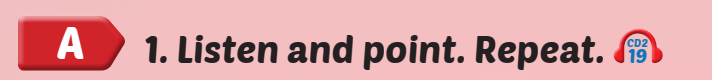 A 1. Listen and point. Repeat. CD2 19